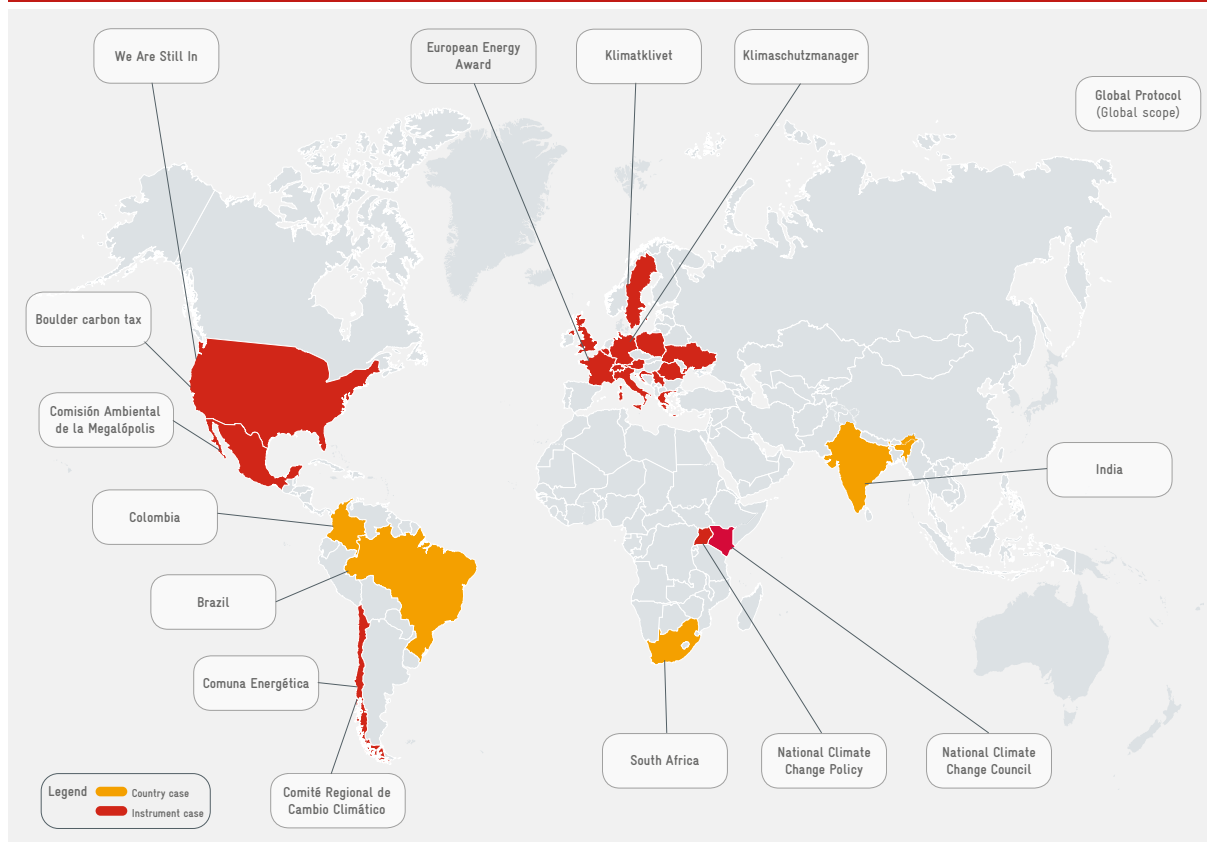 We Are Still In
European Energy
Award
Klimatklivet
Klimaschutzmanager
Global Protocol
(Global scope)
Boulder carbon tax
Comisión Ambiental
de la Megalópolis
India
Colombia
Brazil
Comuna Energética
South Africa
National Climate
Change Policy
National Climate
Change Council
Comité Regional de
Cambio Climático
Legend
Country case
Instrument case